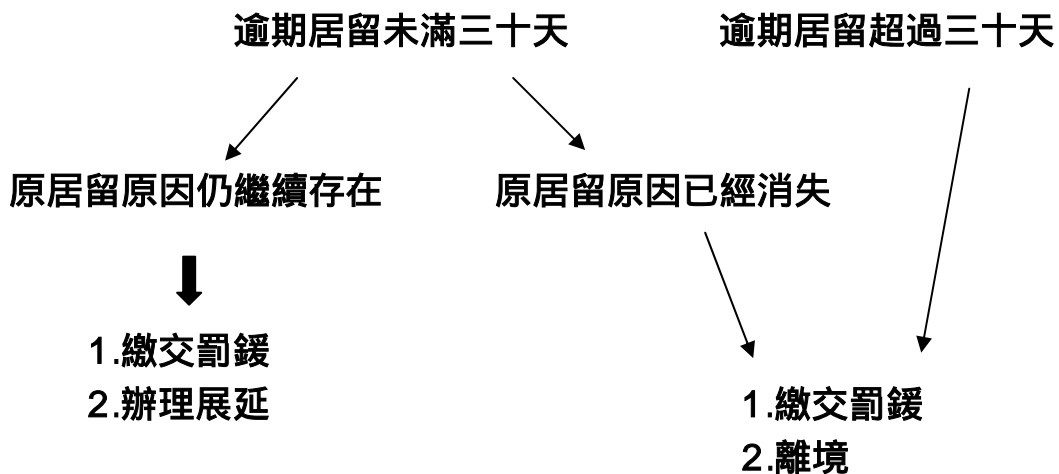 逾期居留未滿三十天
逾期居留超過三十天
原居留原因仍繼續存在
原居留原因已經消失
1.繳交罰鍰
2.辦理展延
1.繳交罰鍰
2.離境